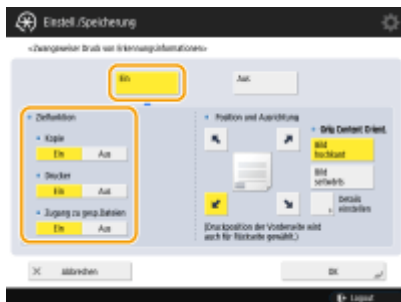 Einstell./Speicherung
<Zwangsweiser Druck von Erkennungsinformationen>
Ein
Aus
Zielfunktion
Kopie
Ein
Aus
Drucker
Ein
Aus
Zugang zu gesp.Dateien
Ein
Aus
Position und Ausrichtung
Orig Content Orient.
Bild hochkant
Bild seitwärts
Details einstellen
(Druckposition der Vorderseite wird
auch für Rückseite gewählt.)
abbrechen
OK
Logout